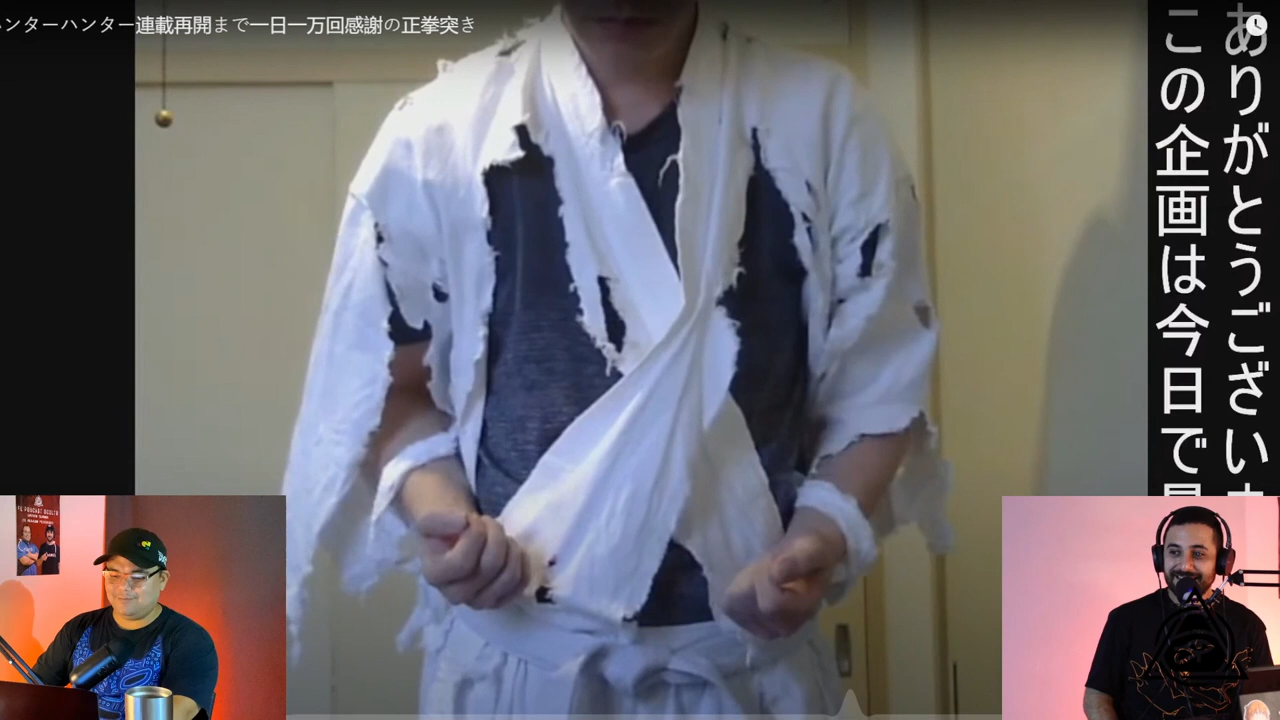 ンターハンター連載再開まで一日一万回感謝の正拳突き
ありがとうござい
この企画は今日で